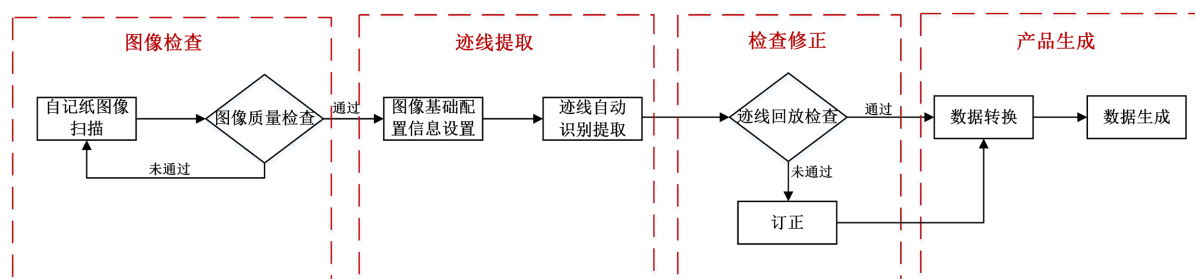 图像检查
自记纸图像
扫描
图像质量检查
未通过
通过
迹线提取
图像基础配
置信息设置
迹线自动
识别提取
检查修正
迹线回放检查
通过
未通过
订正
产品生成
数据转换
数据生成